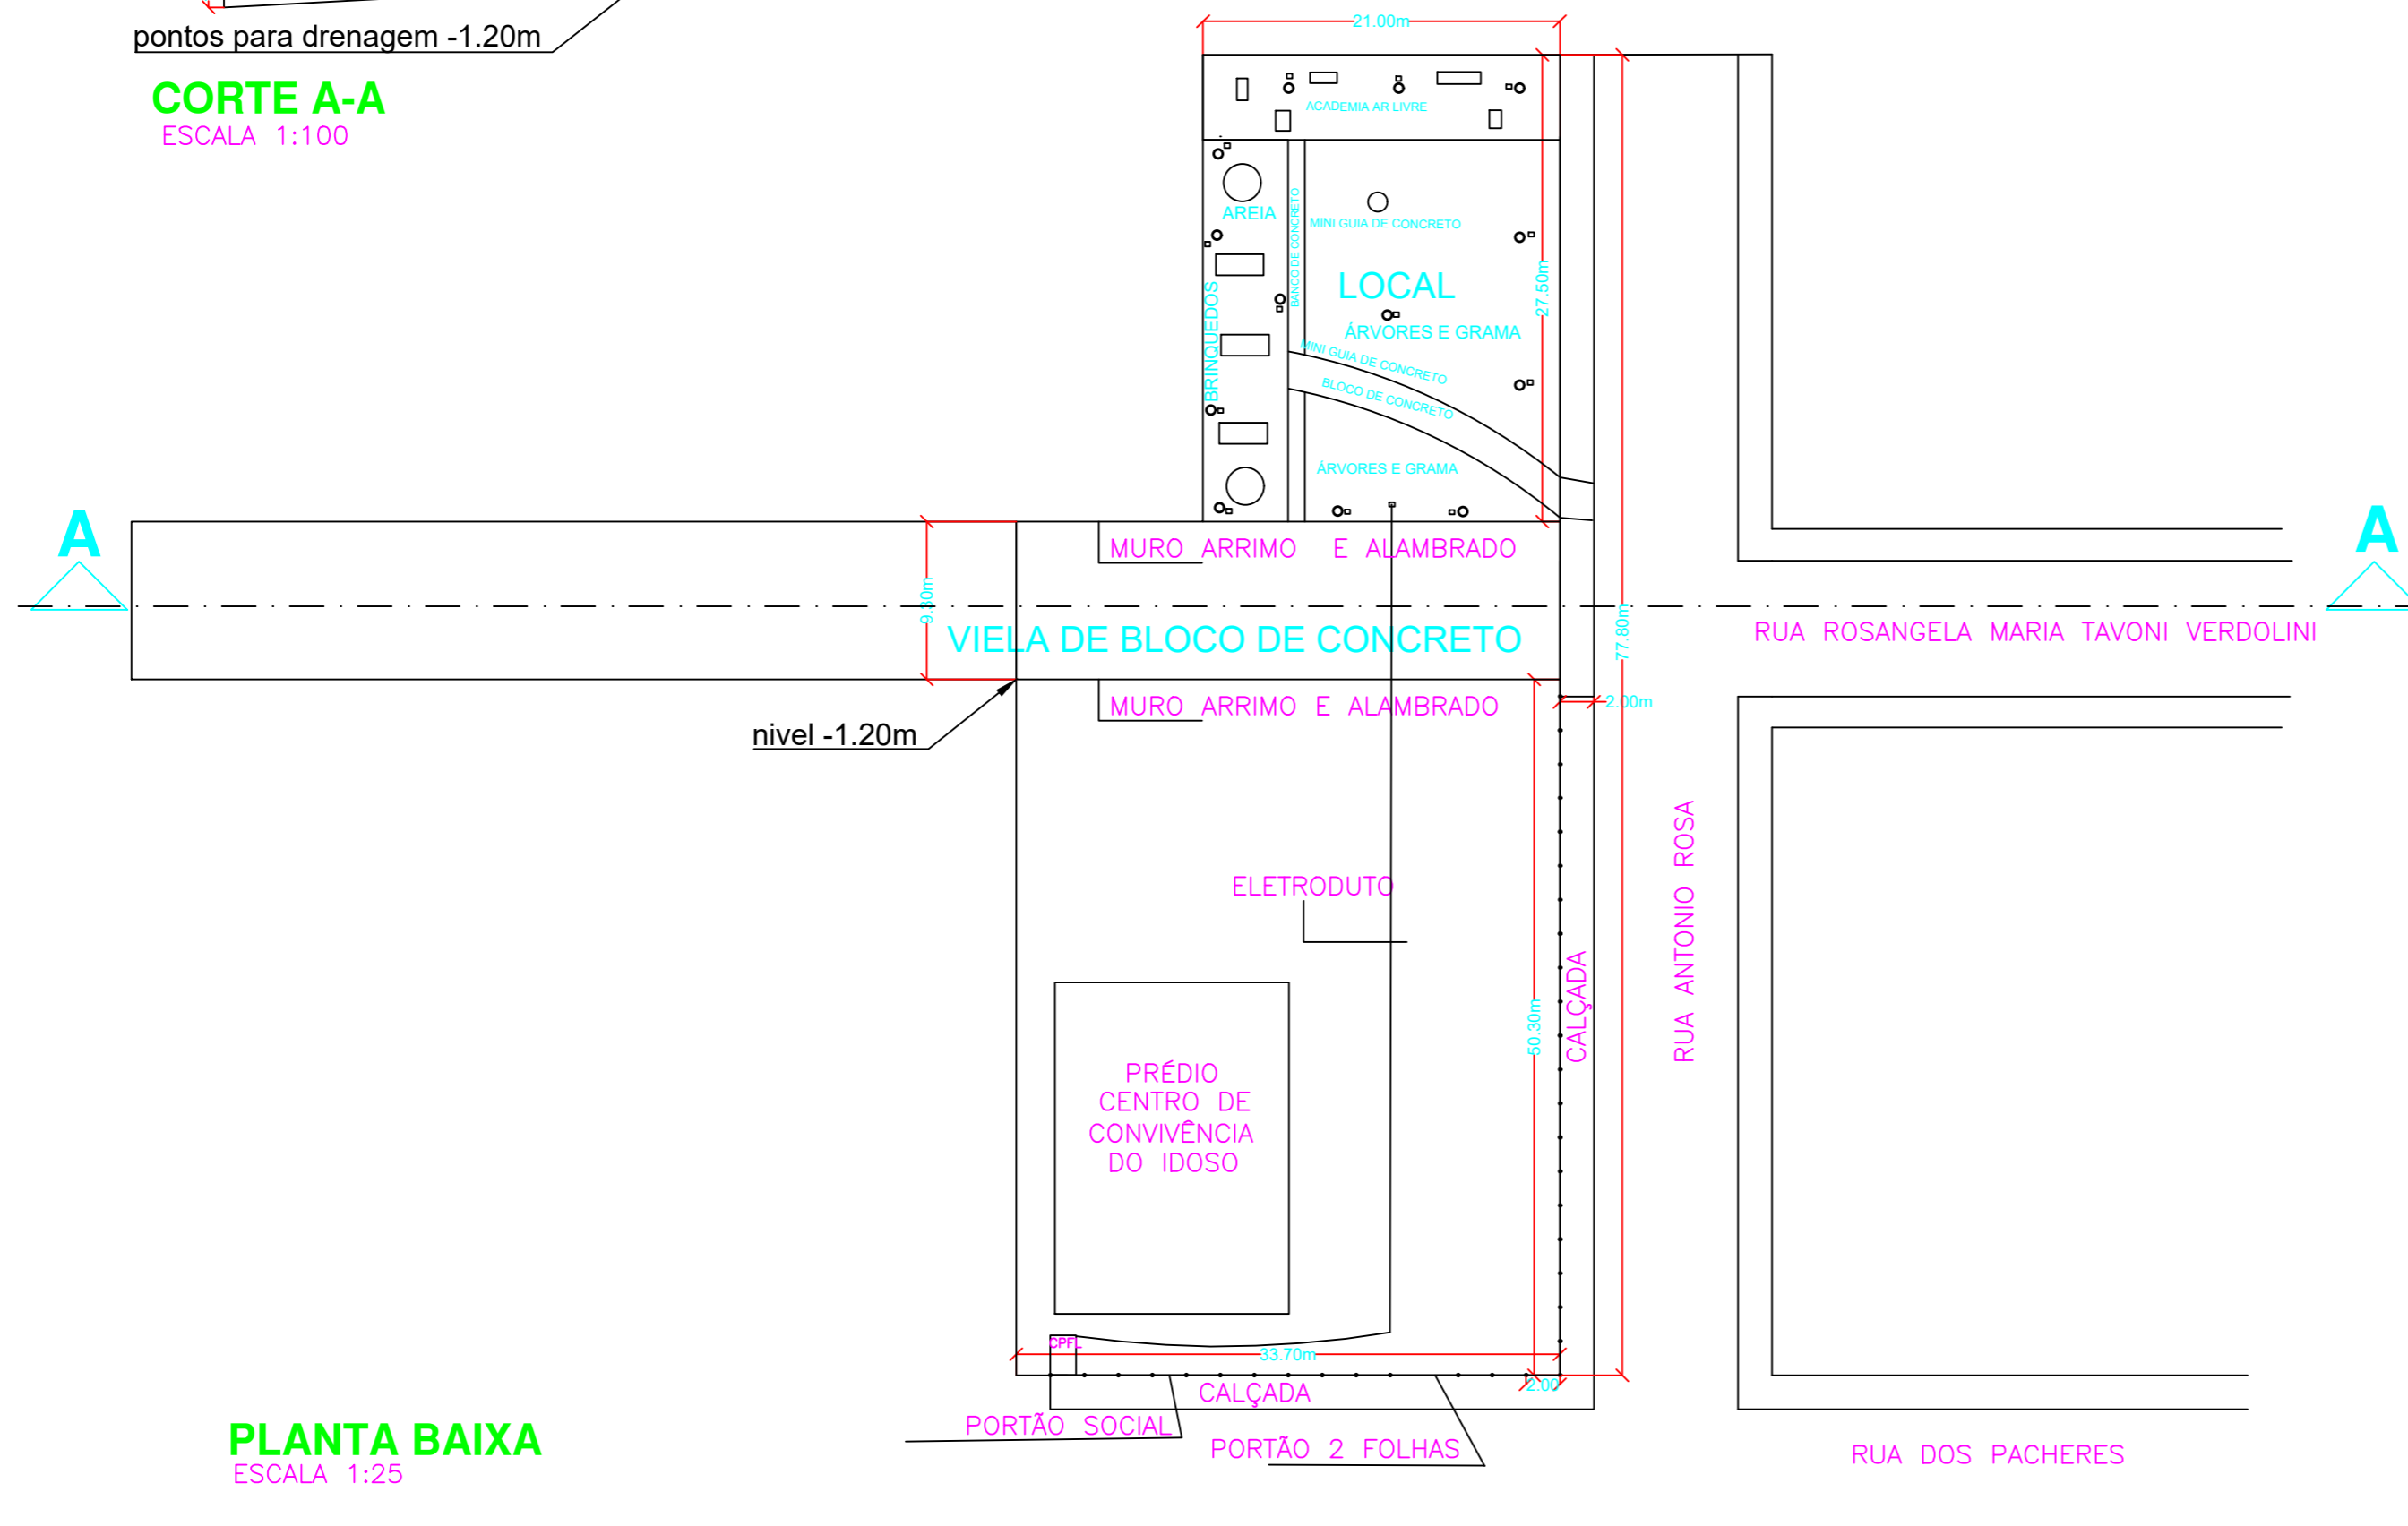 pontos para drenagem -1.20m
CORTE A-A
ESCALA 1:100
21.00m
ACADEMIA AR LIVRE
AREIA
BANCO DE CONCRETO
MINI GUIA DE CONCRETO
LOCAL
27.50m
BRINQUEDOS
ÁRVORES E GRAMA
MINI GUIA DE CONCRETO
BLOCO DE CONCRETO
ÁRVORES E GRAMA
A
A
MURO ARRIMO E ALAMBRADO
9.30m
VIELA DE BLOCO DE CONCRETO
77.80m
RUA ROSANGELA MARIA TAVONI VERDOLINI
MURO ARRIMO E ALAMBRADO
2.00m
nivel -1.20m
ELETRODUTO
RUA ANTONIO ROSA
CALÇADA
50.30m
PRÉDIO
CENTRO DE
CONVIVÊNCIA
DO IDOSO
CPFL
33.70m
2.00
CALÇADA
PORTÃO SOCIAL
PORTÃO 2 FOLHAS
PLANTA BAIXA
ESCALA 1:25
RUA DOS PACHERES